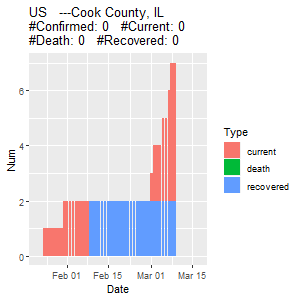 US   ---Cook County, IL
#Confirmed: 0   #Current: 0
#Death: 0   #Recovered: 0
Num
6
4
2
0
Feb 01   Feb 15   Mar 01   Mar 15
Date
Type
current
death
recovered